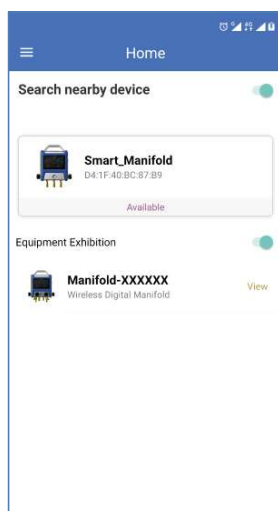 Home
Search nearby device
Smart_Manifold
D4:1F:40:BC:87:B9
Available
Equipment Exhibition
Manifold-XXXXXX
View
Wireless Digital Manifold